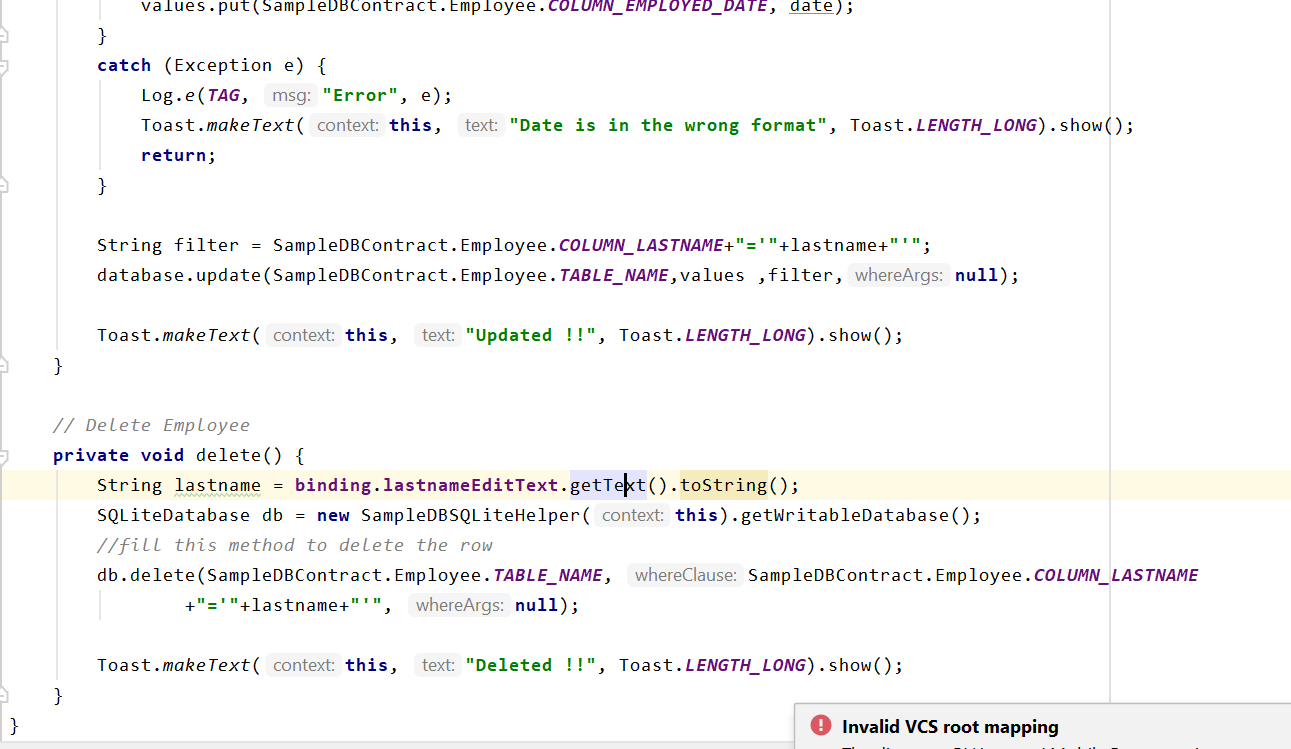 values.put(SampleDBContract.Employee.COLUMN_EMPLOYED_DATE, date);
}
catch (Exception e) {
Log.e(TAG, msg: "Error", e);
Toast.makeText( context: this, text: "Date is in the wrong format", Toast.LENGTH_LONG).show();
return;
}
String filter = SampleDBContract.Employee.COLUMN_LASTNAME+"='"+lastname+"'";
database.update(SampleDBContract.Employee.TABLE_NAME,values ,filter, whereArgs: null);
Toast.makeText( context: this, text: "Updated !!", Toast.LENGTH_LONG).show();
}
// Delete Employee
private void delete() {
String lastname = binding.lastnameEditText.getText().toString();
SQLiteDatabase db = new SampleDBSQLiteHelper( context: this).getWritableDatabase();
//fill this method to delete the row
db.delete(SampleDBContract.Employee.TABLE_NAME, whereClause: SampleDBContract.Employee.COLUMN_LASTNAME
+"='"+lastname+"'", whereArgs: null);
Toast.makeText( context: this, text: "Deleted !!", Toast.LENGTH_LONG).show();
}
}
Invalid VCS root mapping